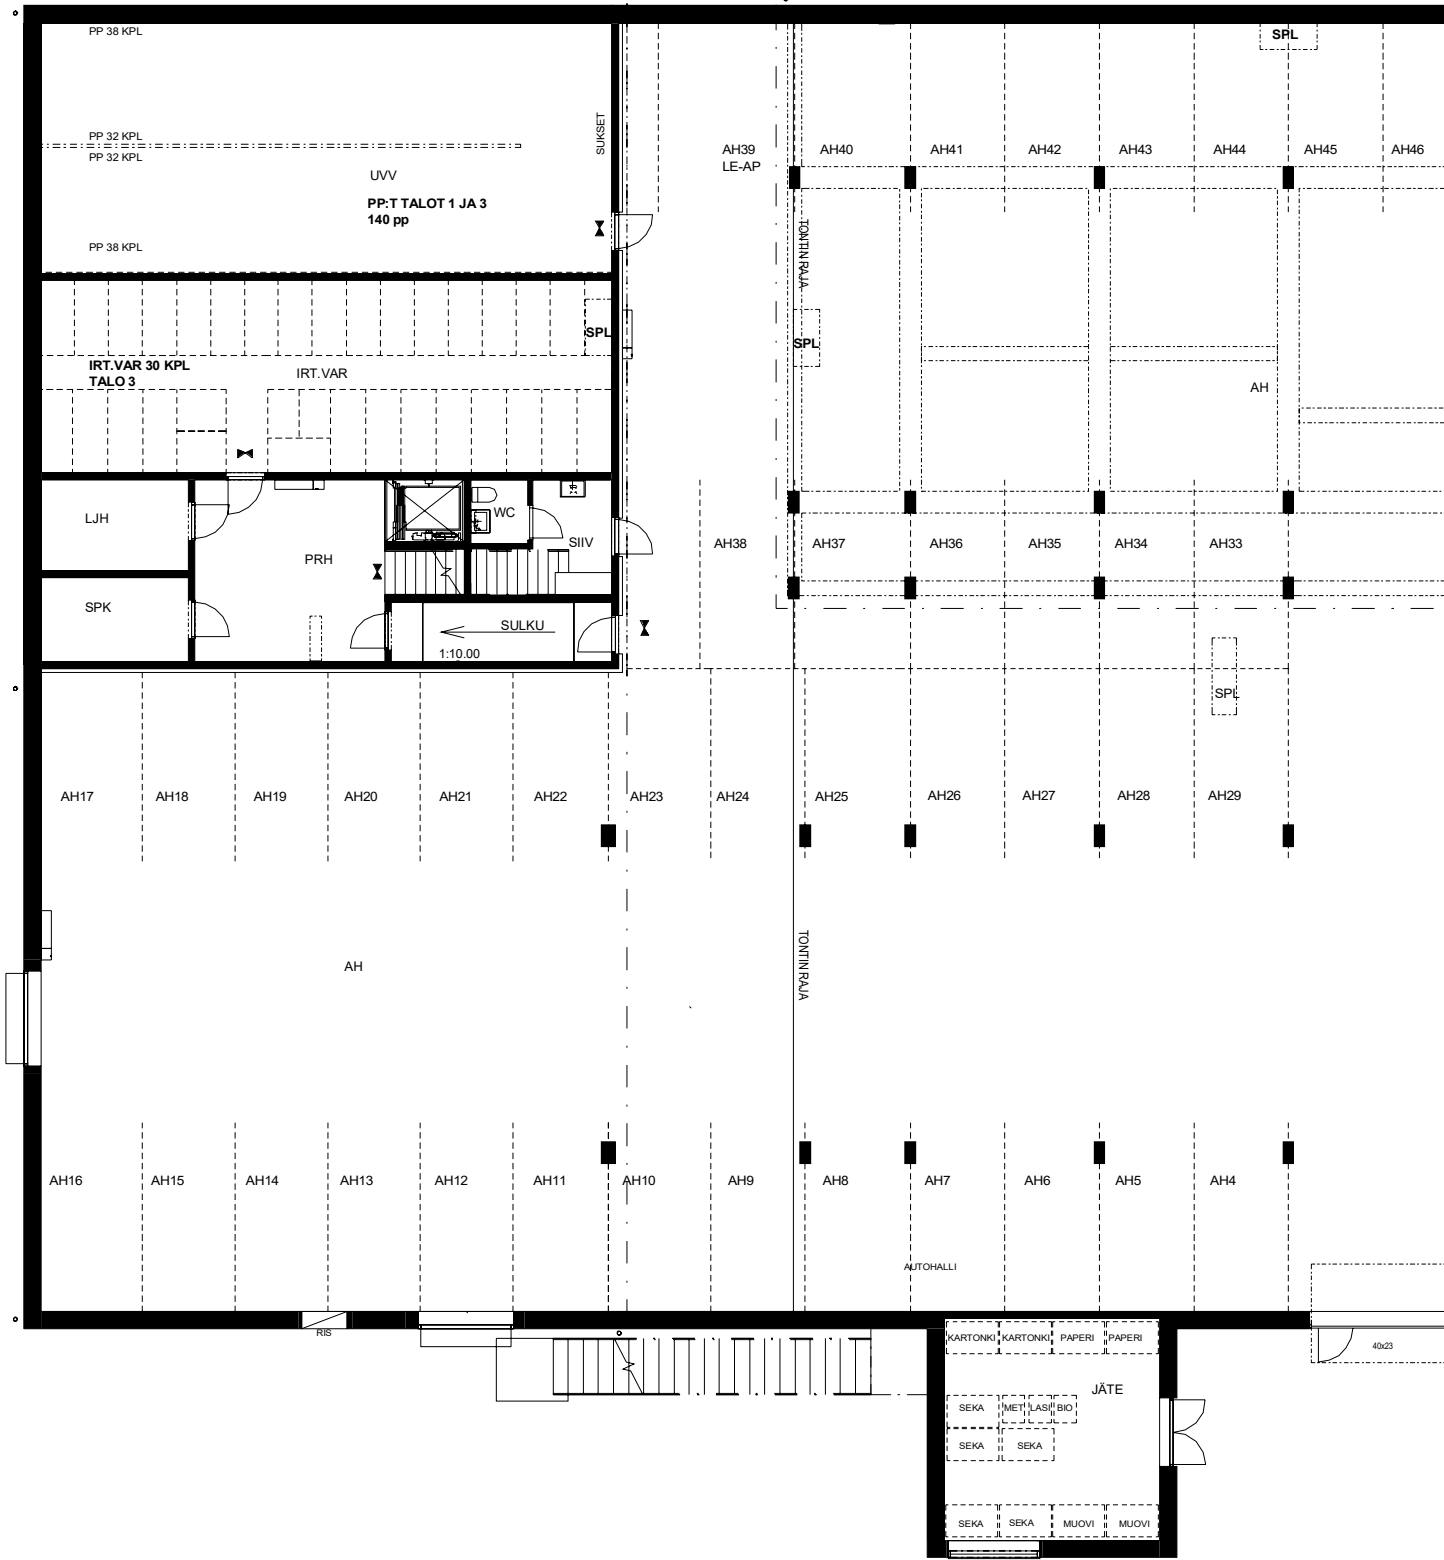 PP 38 KPL
SPL
SUKSET
PP 32 KPL
PP 32 KPL
AH39
LE-AP
AH40
AH41
AH42
AH43
AH44
AH45
AH46
UVV
PP:T TALOT 1 JA 3
140 pp
PP 38 KPL
TONTIN RAJA
SPL
SPL
IRT.VAR 30 KPL
TALO 3
IRT.VAR
AH
LJH
WC
SIIV
PRH
AH38
AH37
AH36
AH35
AH34
AH33
SPK
SULKU
1:10.00
SPL
AH17
AH18
AH19
AH20
AH21
AH22
AH23
AH24
AH25
AH26
AH27
AH28
AH29
AH
TONTIN RAJA
AH16
AH15
AH14
AH13
AH12
AH11
AH10
AH9
AH8
AH7
AH6
AH5
AH4
AUTOHALLI
RIS
KARTONKI
KARTONKI
PAPERI
PAPERI
40x23
JÄTE
SEKA
MET
LASI
BIO
SEKA
SEKA
SEKA
SEKA
MUOVI
MUOVI